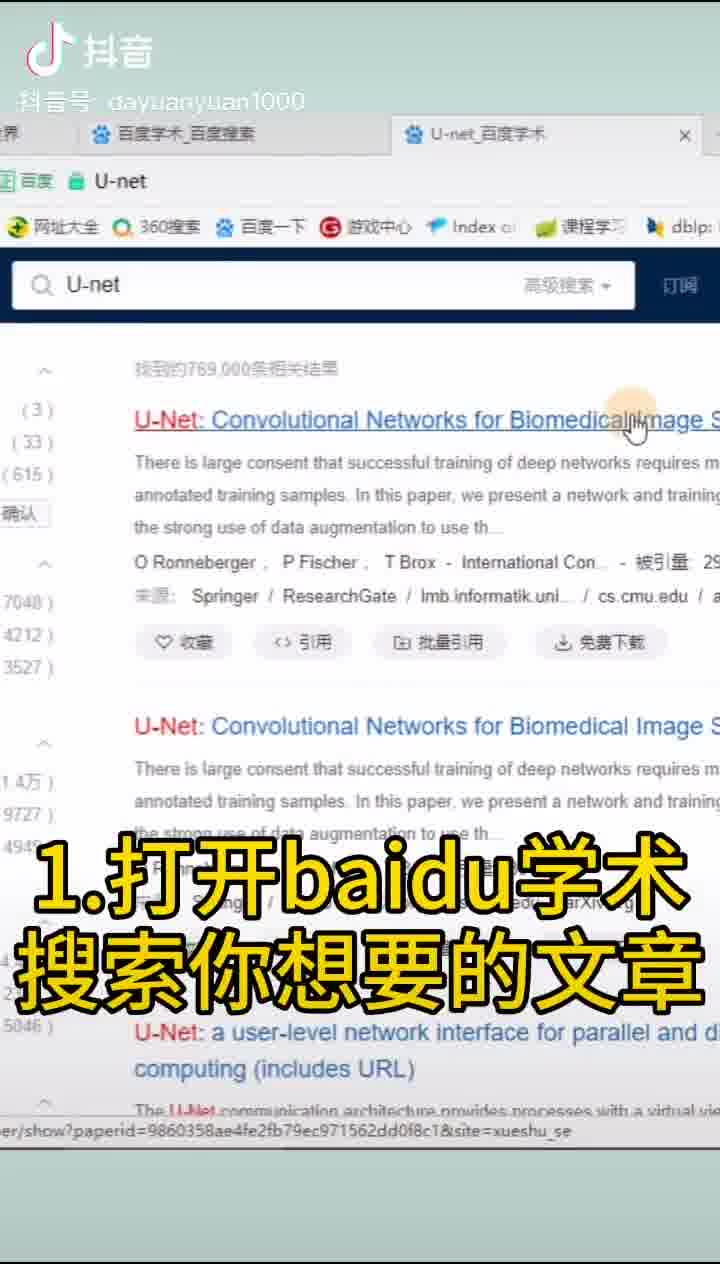 抖音
抖音号: dayuanyuan1000
界
百度学术_百度搜索
U-net_百度学术
×
证 百度
U-net
网址大全
360搜索
百度一下
游戏中心
Index o
课程学习
dblp:
U-net
高级搜索
订阅
找到约769,000条相关结果
(3)
(33)
(615)
确认
7048)
4212)
3527)
1.4万)
9727)
4945
5046)
U-Net: Convolutional Networks for Biomedical Image S
There is large consent that successful training of deep networks requires m
annotated training samples. In this paper, we present a network and training
the strong use of data augmentation to use th...
O Ronneberger , P Fischer , T Brox - International Con... - 被引量: 29
来源: Springer / ResearchGate / lmb.informatik.uni... / cs.cmu.edu / a
收藏
<> 引用
批量引用
免费下载
U-Net: Convolutional Networks for Biomedical Image S
There is large consent that successful training of deep networks requires m
annotated training samples. In this paper, we present a network and training
the strong use of data augmentation to use th...
1.打开baidu学术
搜索你想要的文章
U-Net: a user-level network interface for parallel and d
computing (includes URL)
The U-Net communication architecture provides processes with a virtual vie
er/show?paperid=9860358ae4fe2fb79ec971562dd0f8c1&site=xueshu_se